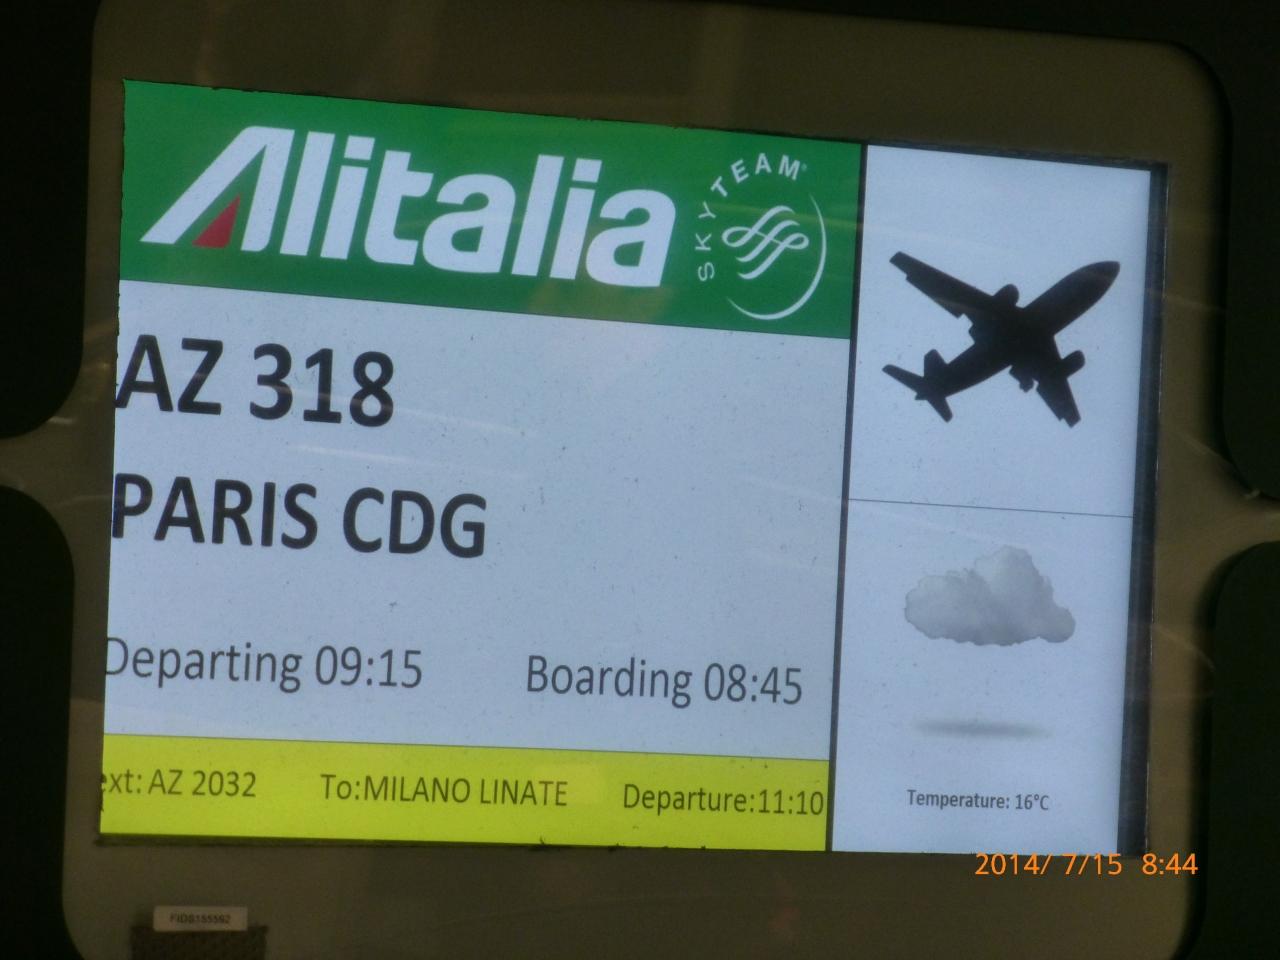 Alitalia
SKYTEAM
AZ 318
PARIS CDG
Departing 09:15 Boarding 08:45
ext: AZ 2032 To:MILANO LINATE Departure:11:10
Temperature: 16°C
2014/ 7/15 8:44
FIDS155592